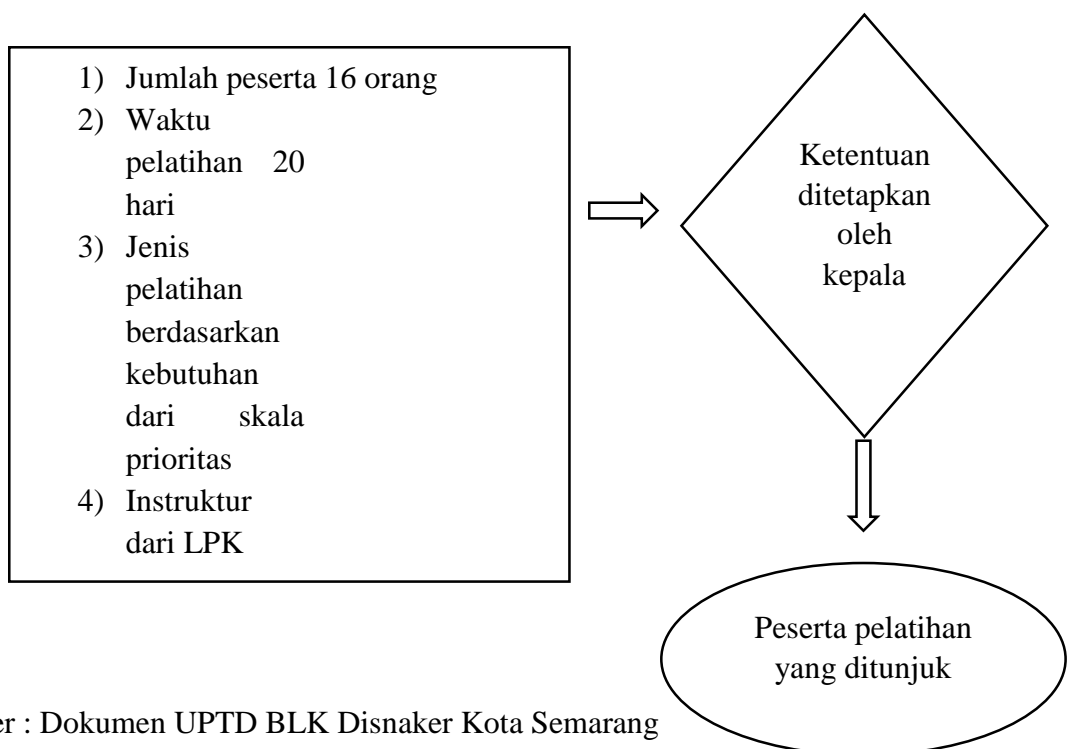 1) Jumlah peserta 16 orang
2) Waktu
pelatihan 20
hari
3) Jenis
pelatihan
berdasarkan
kebutuhan
dari skala
prioritas
4) Instruktur
dari LPK
Ketentuan
ditetapkan
oleh
kepala
Peserta pelatihan
yang ditunjuk
er : Dokumen UPTD BLK Disnaker Kota Semarang